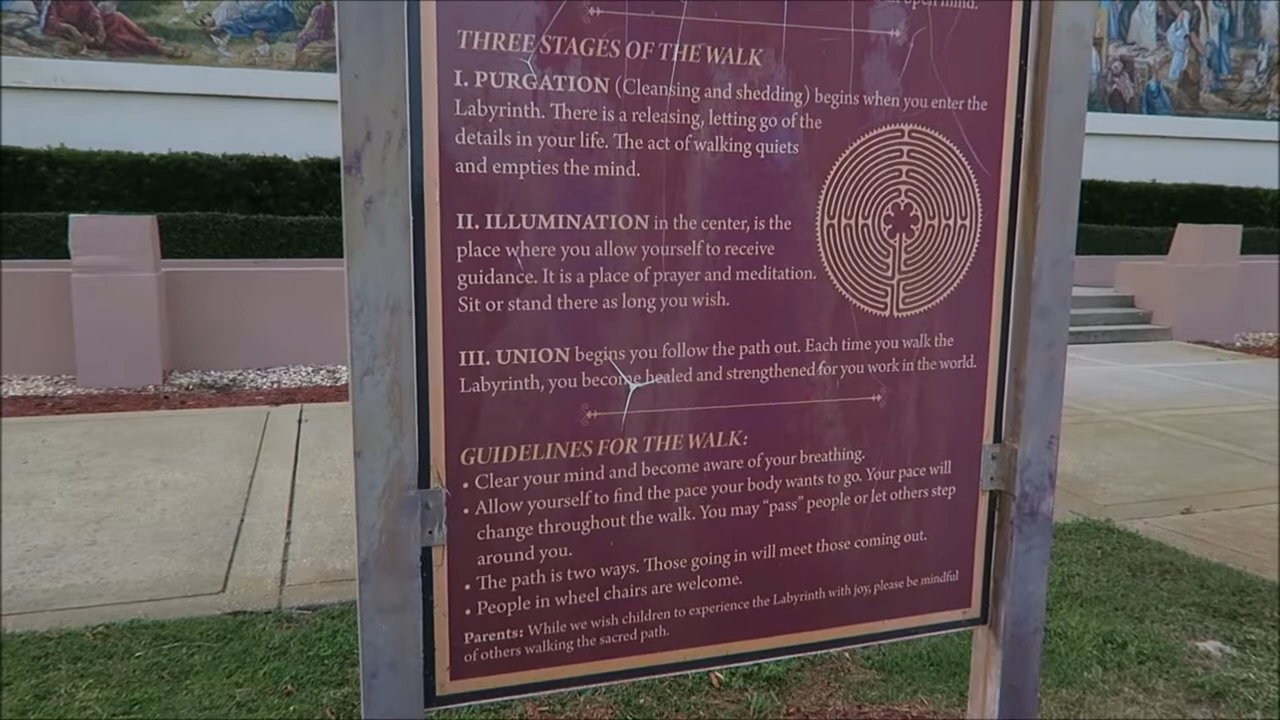 open mind.
THREE STAGES OF THE WALK
I. PURGATION (Cleansing and shedding) begins when you enter the
Labyrinth. There is a releasing, letting go of the
details in your life. The act of walking quiets
and empties the mind.
II. ILLUMINATION in the center, is the
place where you allow yourself to receive
guidance. It is a place of prayer and meditation.
Sit or stand there as long you wish.
III. UNION begins you follow the path out. Each time you walk the
Labyrinth, you become healed and strengthened for you work in the world.
GUIDELINES FOR THE WALK:
• Clear your mind and become aware of your breathing.
• Allow yourself to find the pace your body wants to go. Your pace will
change throughout the walk. You may “pass” people or let others step
around you.
• The path is two ways. Those going in will meet those coming out.
• People in wheel chairs are welcome.
Parents: While we wish children to experience the Labyrinth with joy, please be mindful
of others walking the sacred path.